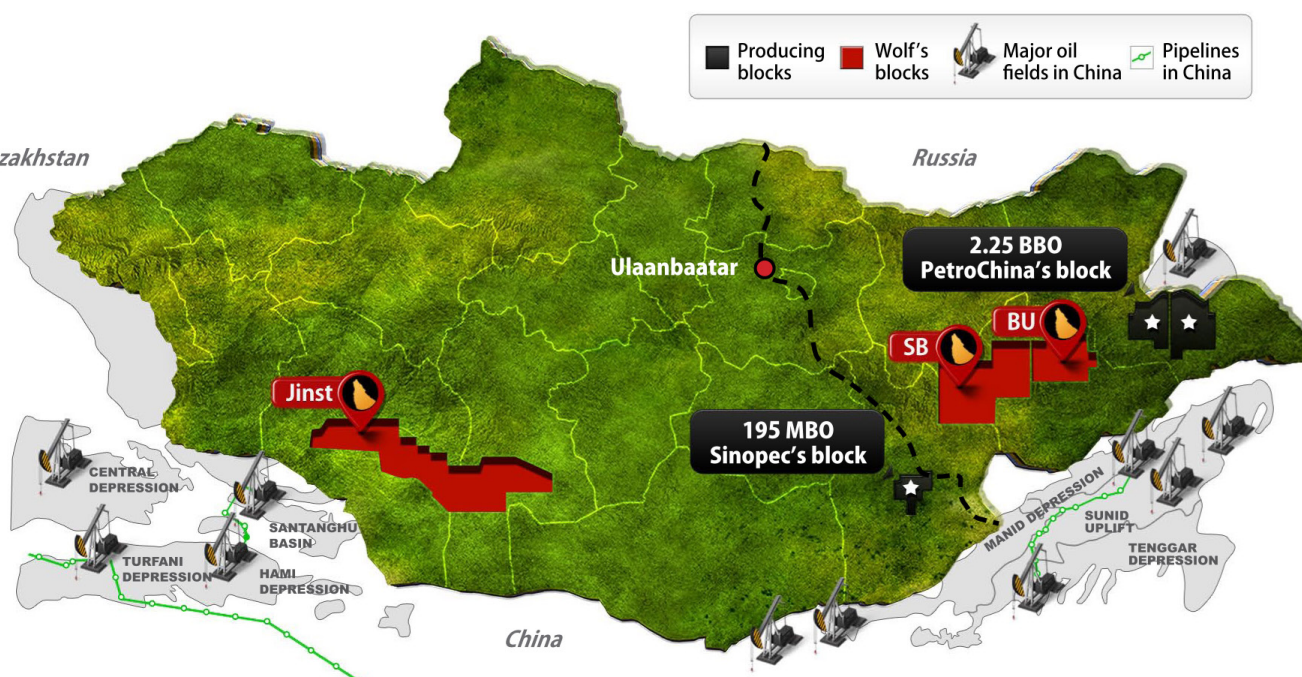 Producing
blocks
Wolf's
blocks
Major oil
fields in China
Pipelines
in China
zakhstan
Russia
2.25 BBO
PetroChina's block
Ulaanbaatar
BU
SB
Jinst
195 MBO
Sinopec's block
CENTRAL
DEPRESSION
SANTANGHU
BASIN
TURFANI
DEPRESSION
HAMI
DEPRESSION
MANID DEPRESSION
SUNID
UPLIFT
TENGGAR
DEPRESSION
China